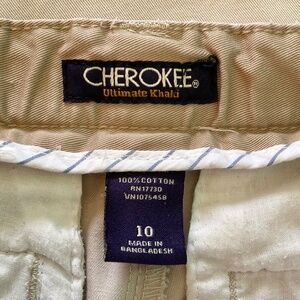 CHEROKEE®
Ultimate Khaki
100% COTTON
RN17730
VN1075458
10
MADE IN
BANGLADESH